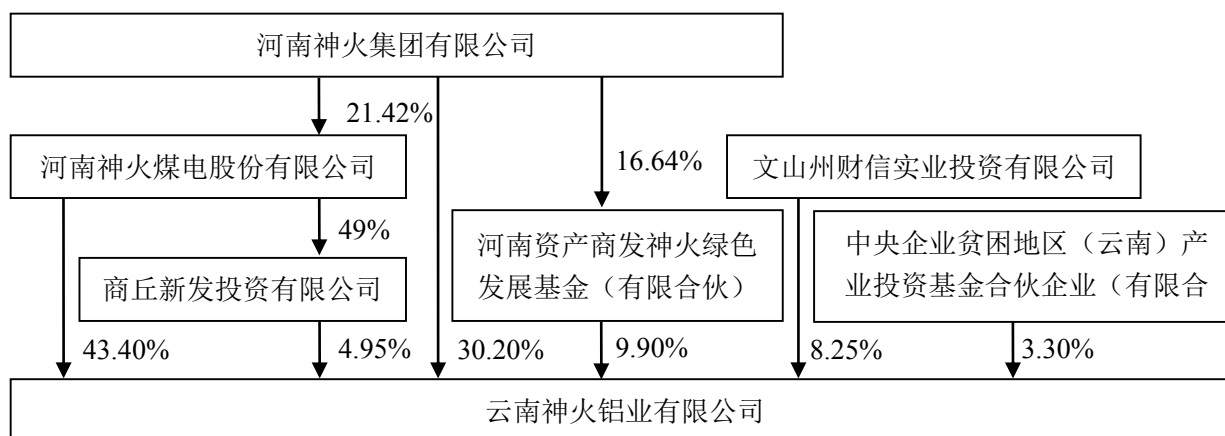 河南神火集团有限公司
21.42%
河南神火煤电股份有限公司
16.64%
文山州财信实业投资有限公司
49%
河南资产商发神火绿色
发展基金（有限合伙）
中央企业贫困地区（云南）产
业投资基金合伙企业（有限合
商丘新发投资有限公司
43.40%
4.95%
30.20%
9.90%
8.25%
3.30%
云南神火铝业有限公司